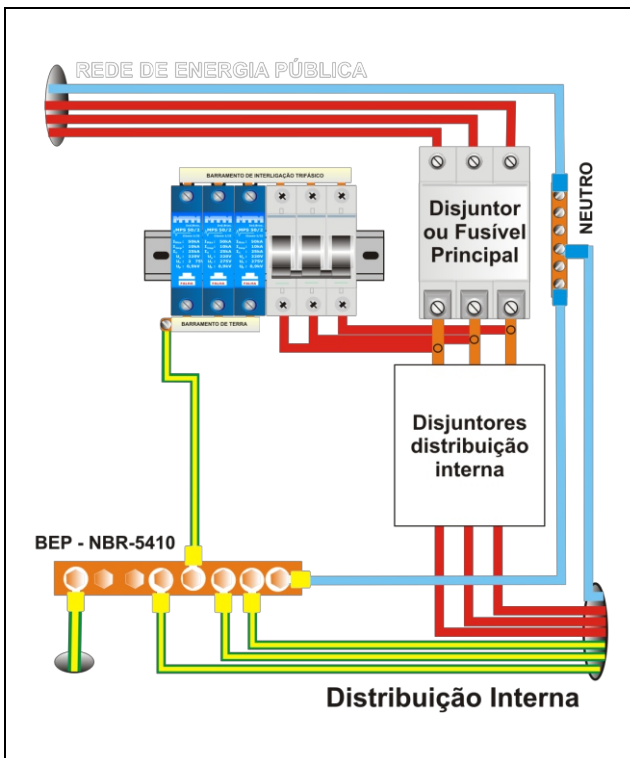 REDE DE ENERGIA PÚBLICA
BARRAMENTO DE INTERLIGAÇÃO TRIFÁSICO
Disjuntor
ou Fusível
Principal
NEUTRO
BARRAMENTO DE TERRA
Disjuntores
distribuição
interna
BEP - NBR-5410
Distribuição Interna